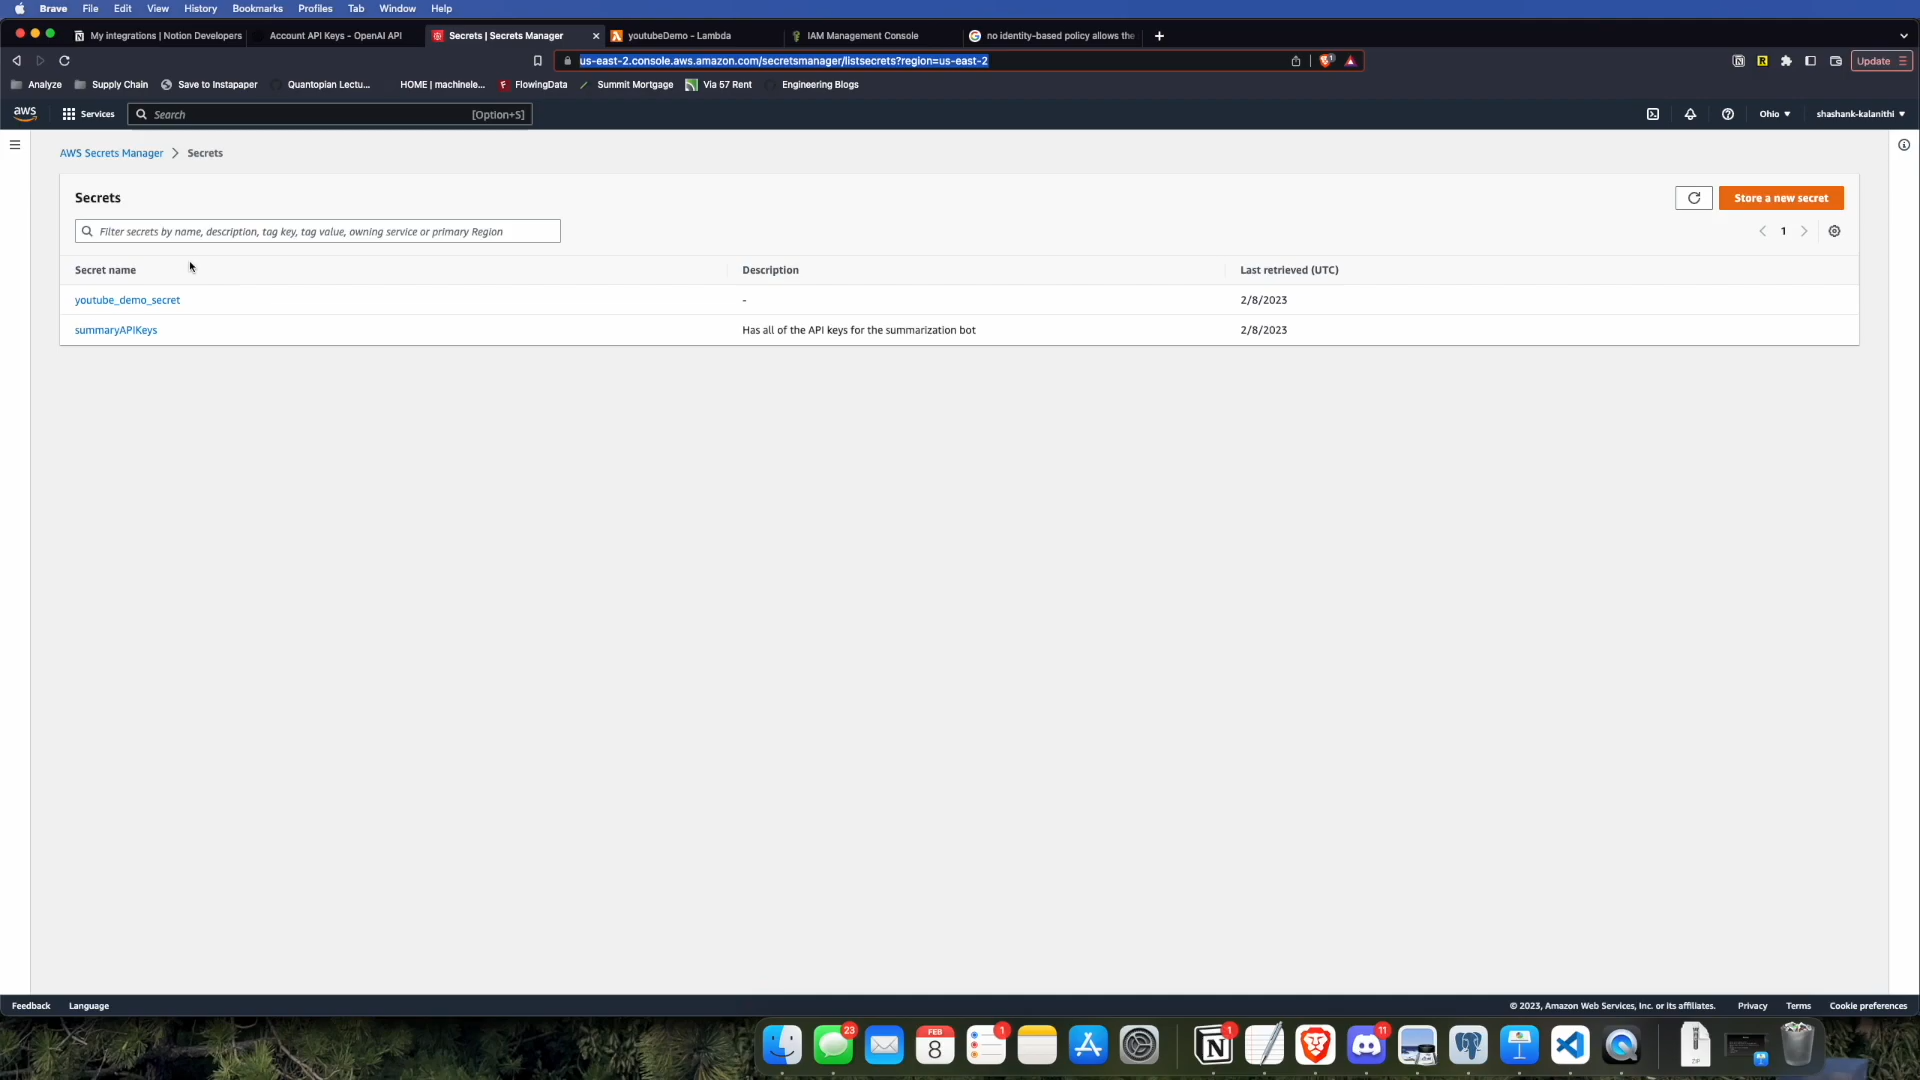 Brave File Edit View History Bookmarks Profiles Tab Window Help
My integrations | Notion Developers Account API Keys - OpenAI API Secrets | Secrets Manager youtubeDemo - Lambda IAM Management Console no identity-based policy allows the
us-east-2.console.aws.amazon.com/secretsmanager/listsecrets?region=us-east-2 Update
Analyze Supply Chain Save to Instapaper Quantopian Lectu... HOME | machinele... FlowingData Summit Mortgage Via 57 Rent Engineering Blogs
aws Services Search [Option+S] Ohio shashank-kalanithi
AWS Secrets Manager > Secrets
Secrets Store a new secret
Filter secrets by name, description, tag key, tag value, owning service or primary Region 1
Secret name Description Last retrieved (UTC)
youtube_demo_secret - 2/8/2023
summaryAPIKeys Has all of the API keys for the summarization bot 2/8/2023
Feedback Language © 2023, Amazon Web Services, Inc. or its affiliates. Privacy Terms Cookie preferences
23 FEB 8 1 1 11 ZIP